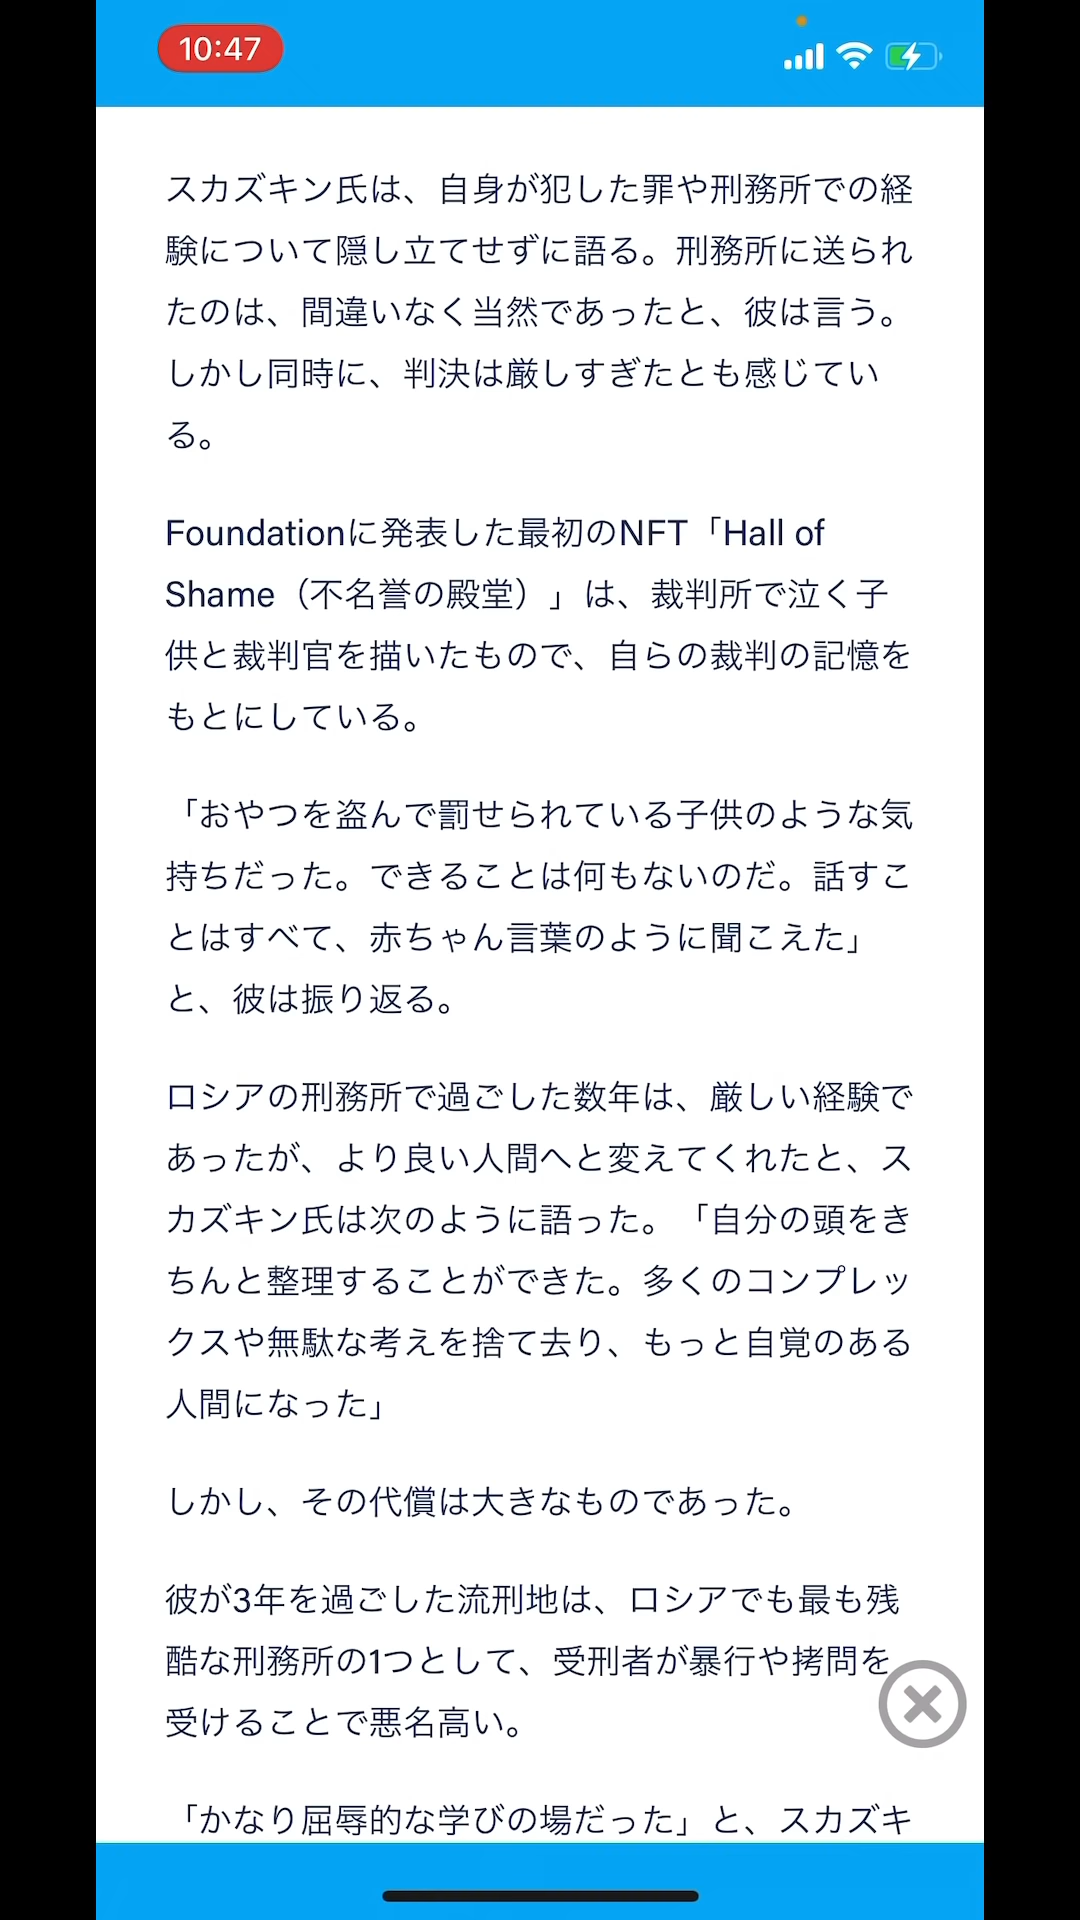 10:47
スカズキン氏は、自身が犯した罪や刑務所での経
験について隠し立てせずに語る。刑務所に送られ
たのは、間違いなく当然であったと、彼は言う。
しかし同時に、判決は厳しすぎたとも感じてい
る。
Foundationに発表した最初のNFT「Hall of
Shame（不名誉の殿堂）」は、裁判所で泣く子
供と裁判官を描いたもので、自らの裁判の記憶を
もとにしている。
「おやつを盗んで罰せられている子供のような気
持ちだった。できることは何もないのだ。話すこ
とはすべて、赤ちゃん言葉のように聞こえた」
と、彼は振り返る。
ロシアの刑務所で過ごした数年は、厳しい経験で
あったが、より良い人間へと変えてくれたと、ス
カズキン氏は次のように語った。「自分の頭をき
ちんと整理することができた。多くのコンプレッ
クスや無駄な考えを捨て去り、もっと自覚のある
人間になった」
しかし、その代償は大きなものであった。
彼が3年を過ごした流刑地は、ロシアでも最も残
酷な刑務所の1つとして、受刑者が暴行や拷問を
受けることで悪名高い。
「かなり屈辱的な学びの場だった」と、スカズキ